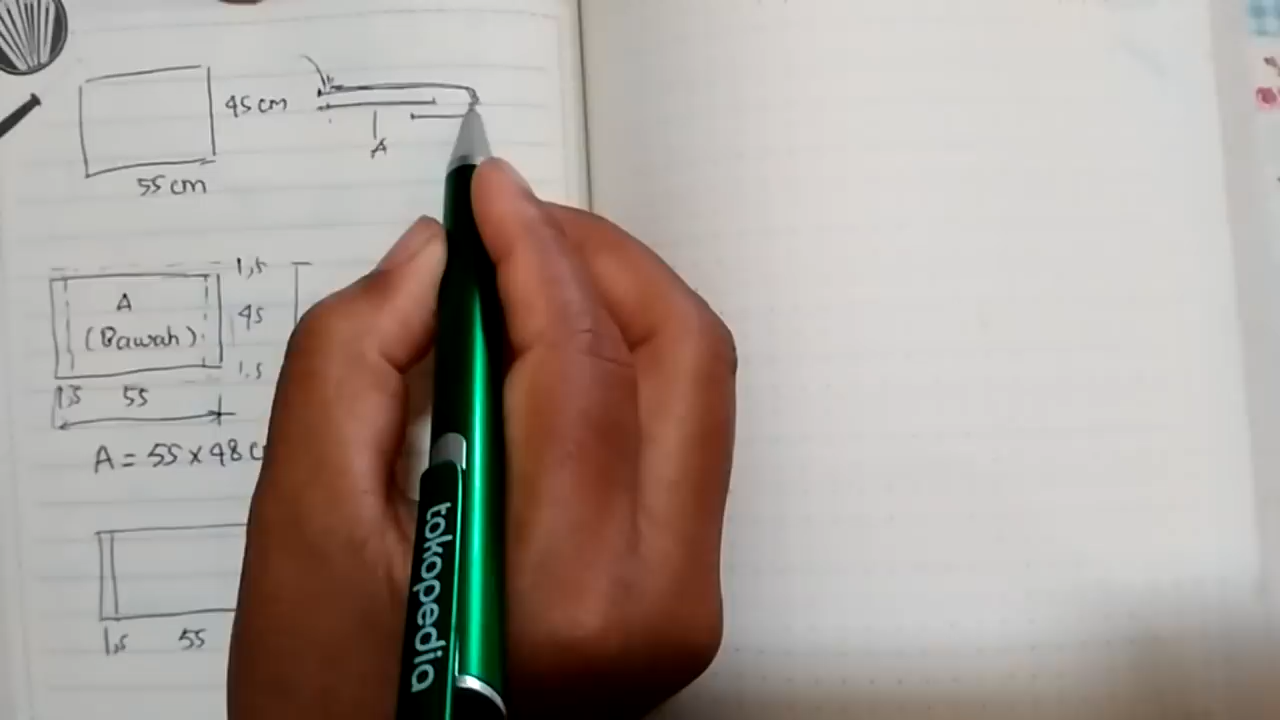 45 cm
A
55 cm
1,5
A
45
(Bawah)
1.5
1,5 55
A = 55 x 48 c
1,5 55
tokopedia